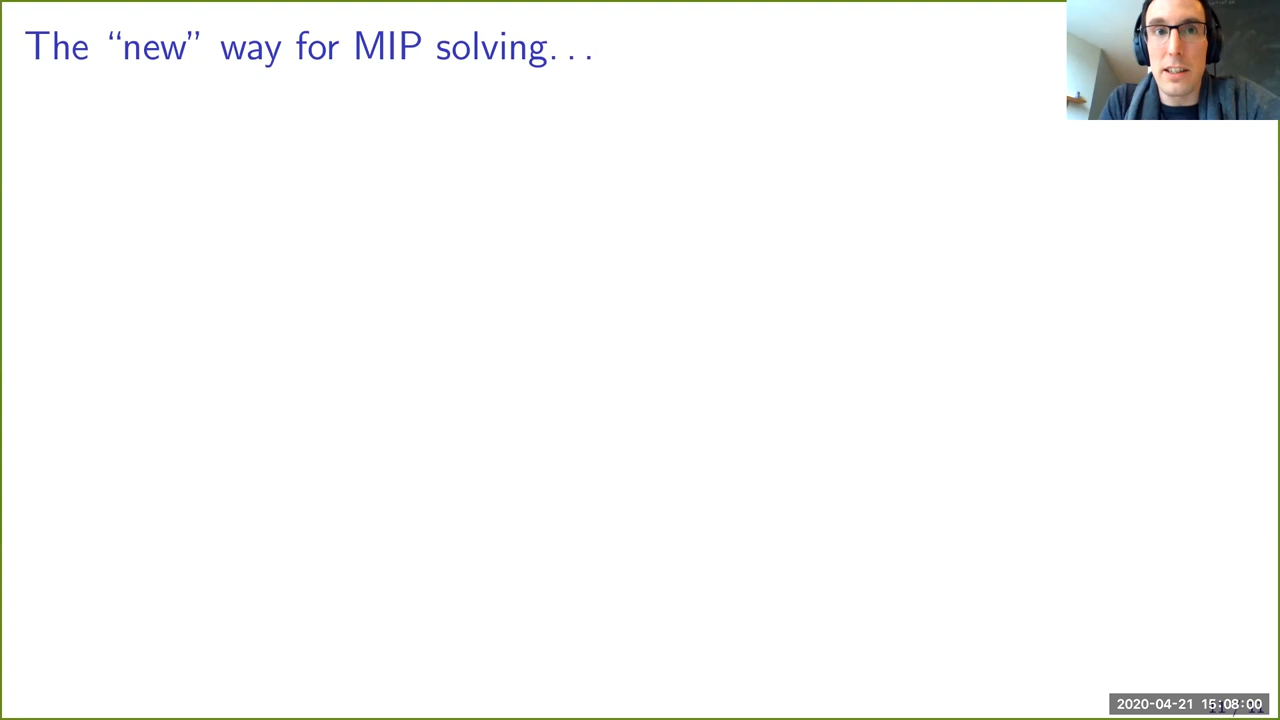 The “new” way for MIP solving. . .
2020-04-21 15:08:00